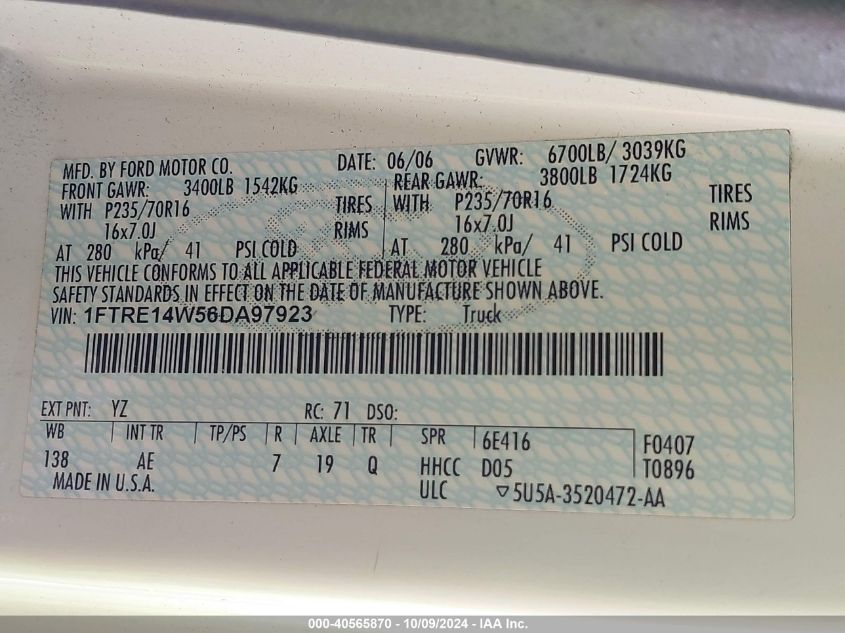 MFD. BY FORD MOTOR CO. DATE: 06/06 GVWR: 6700LB/ 3039KG
FRONT GAWR: 3400LB 1542KG REAR GAWR: 3800LB 1724KG
WITH P235/70R16 TIRES WITH P235/70R16 TIRES
16x7.0J RIMS 16x7.0J RIMS
AT 280 kPa/ 41 PSI COLD AT 280 kPa/ 41 PSI COLD
THIS VEHICLE CONFORMS TO ALL APPLICABLE FEDERAL MOTOR VEHICLE
SAFETY STANDARDS IN EFFECT ON THE DATE OF MANUFACTURE SHOWN ABOVE.
VIN: 1FTRE14W56DA97923 TYPE: Truck
EXT PNT: YZ RC: 71 DSO:
WB INT TR TP/PS R AXLE TR SPR 6E416 F0407
138 AE 7 19 Q HHCC D05 T0896
MADE IN U.S.A. ULC ▽5U5A-3520472-AA
000-40565870 - 10/09/2024 - IAA Inc.